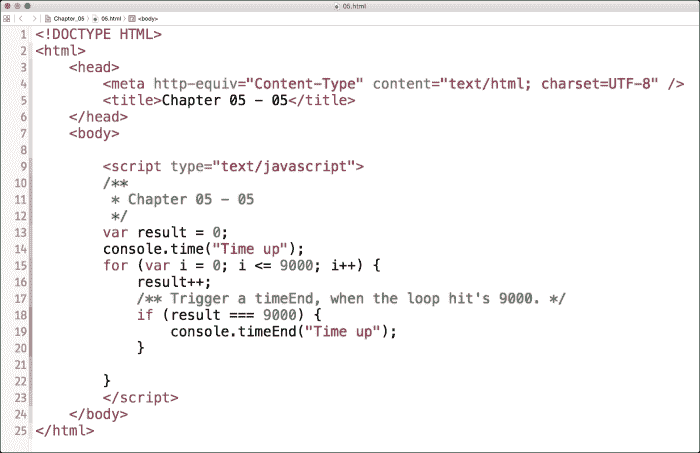 05.html
Chapter_05 05.html <body>
1 <!DOCTYPE HTML>
2 <html>
3 <head>
4 <meta http-equiv="Content-Type" content="text/html; charset=UTF-8" />
5 <title>Chapter 05 - 05</title>
6 </head>
7 <body>
8
9 <script type="text/javascript">
10 /**
11 * Chapter 05 - 05
12 */
13 var result = 0;
14 console.time("Time up");
15 for (var i = 0; i <= 9000; i++) {
16 result++;
17 /** Trigger a timeEnd, when the loop hit's 9000. */
18 if (result === 9000) {
19 console.timeEnd("Time up");
20 }
21
22 }
23 </script>
24 </body>
25 </html>